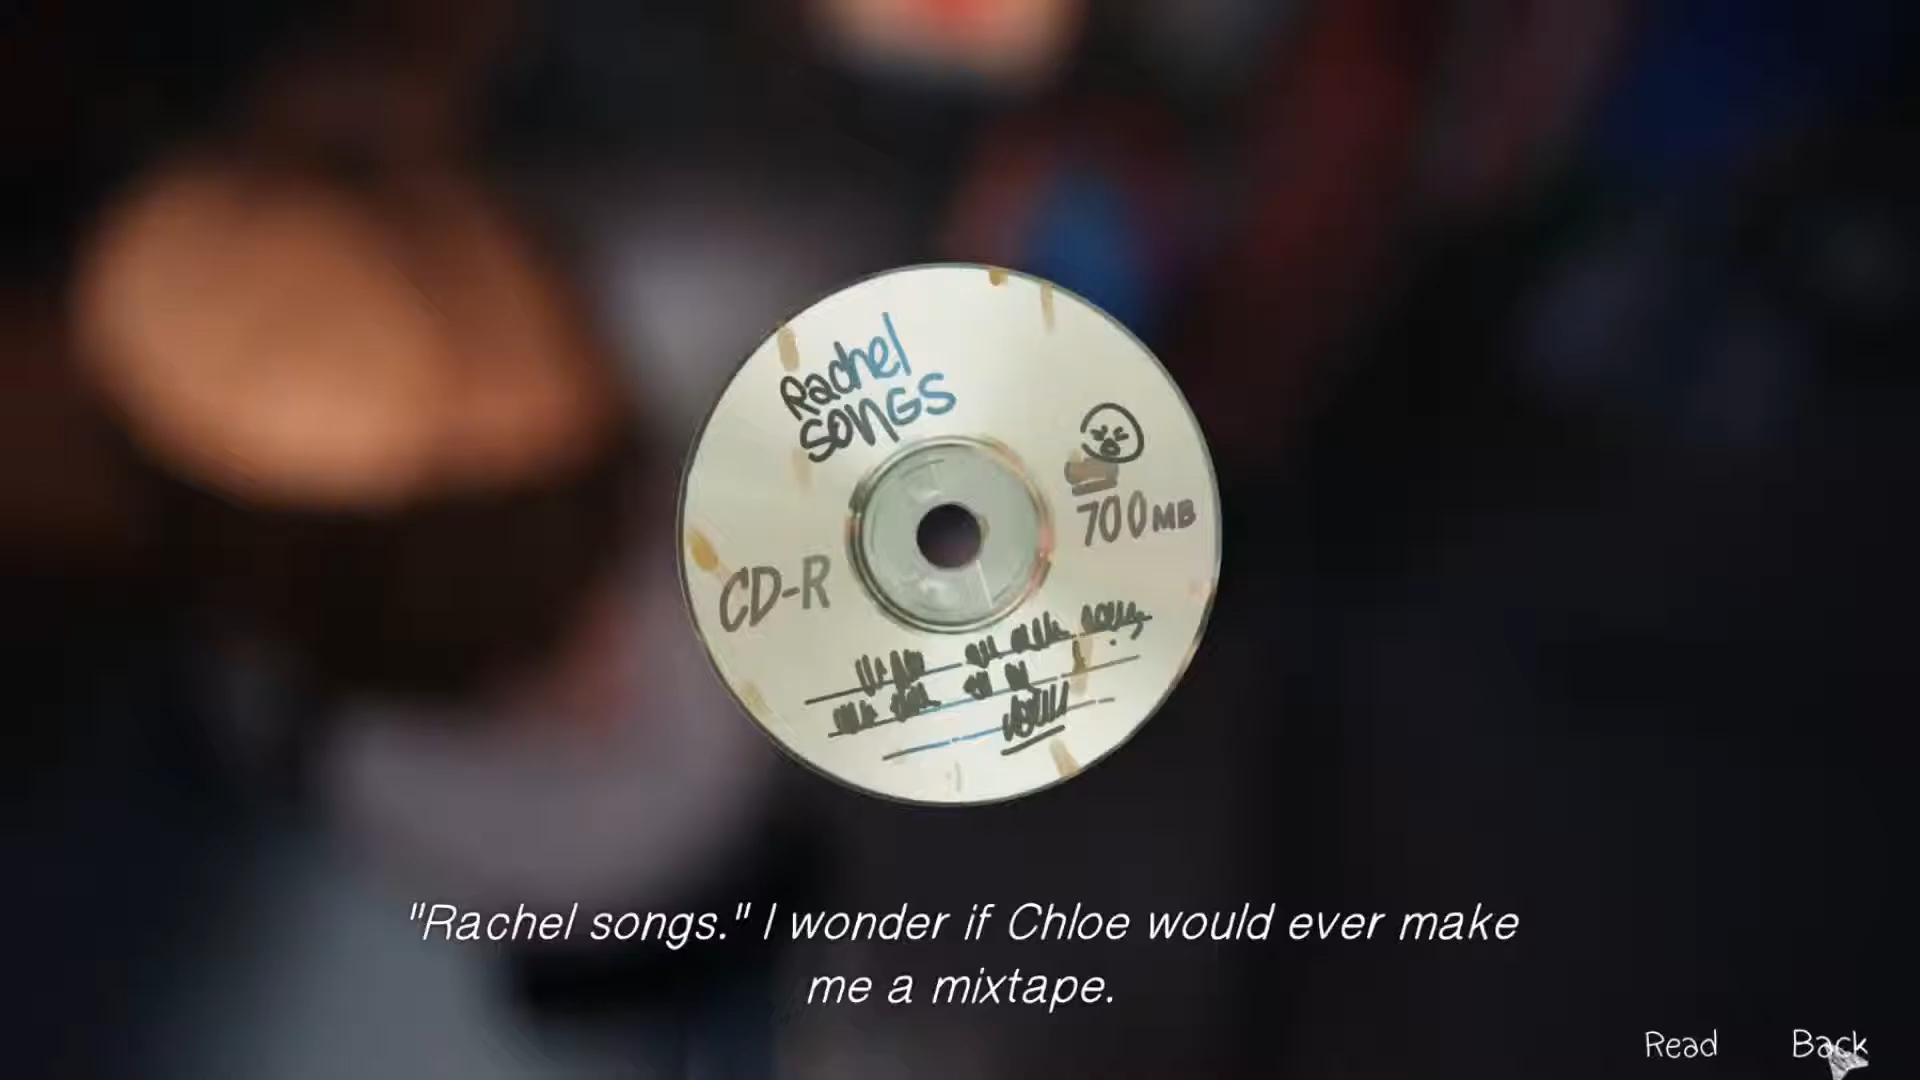 Rachel
SONGS
700MB
CD-R
"Rachel songs." I wonder if Chloe would ever make
me a mixtape.
Read Back